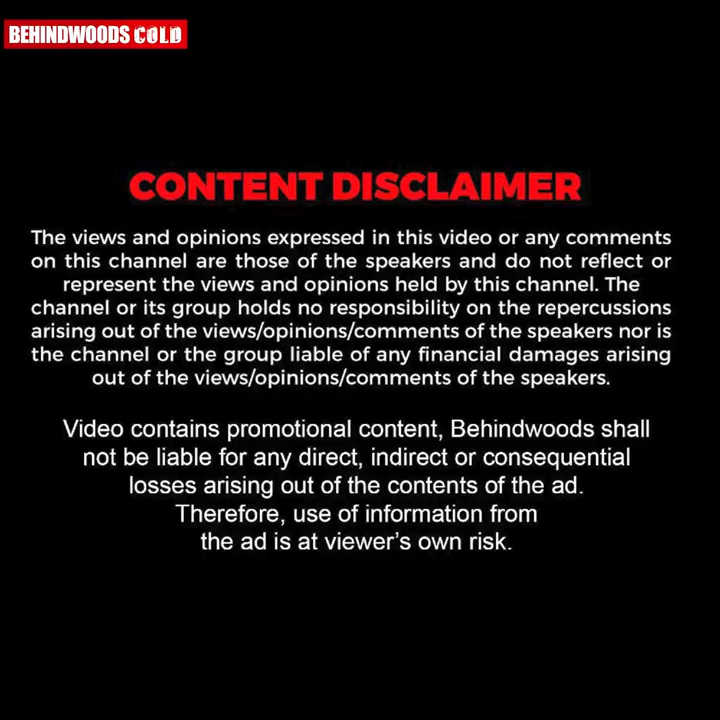 BEHINDWOODS COLD
CONTENT DISCLAIMER
The views and opinions expressed in this video or any comments
on this channel are those of the speakers and do not reflect or
represent the views and opinions held by this channel. The
channel or its group holds no responsibility on the repercussions
arising out of the views/opinions/comments of the speakers nor is
the channel or the group liable of any financial damages arising
out of the views/opinions/comments of the speakers.
Video contains promotional content, Behindwoods shall
not be liable for any direct, indirect or consequential
losses arising out of the contents of the ad.
Therefore, use of information from
the ad is at viewer's own risk.